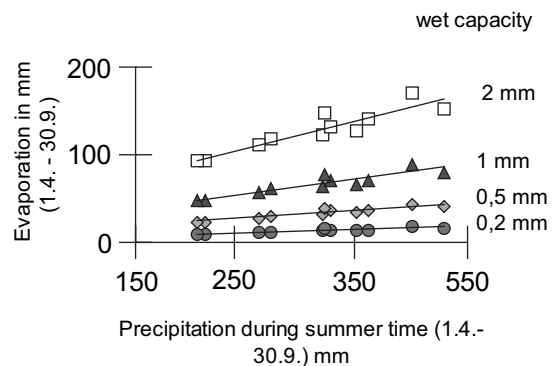 wet capacity
Evaporation in mm
(1.4. - 30.9.)
200
100
0
2 mm
1 mm
0,5 mm
0,2 mm
150
250
350
550
Precipitation during summer time (1.4.-
30.9.) mm